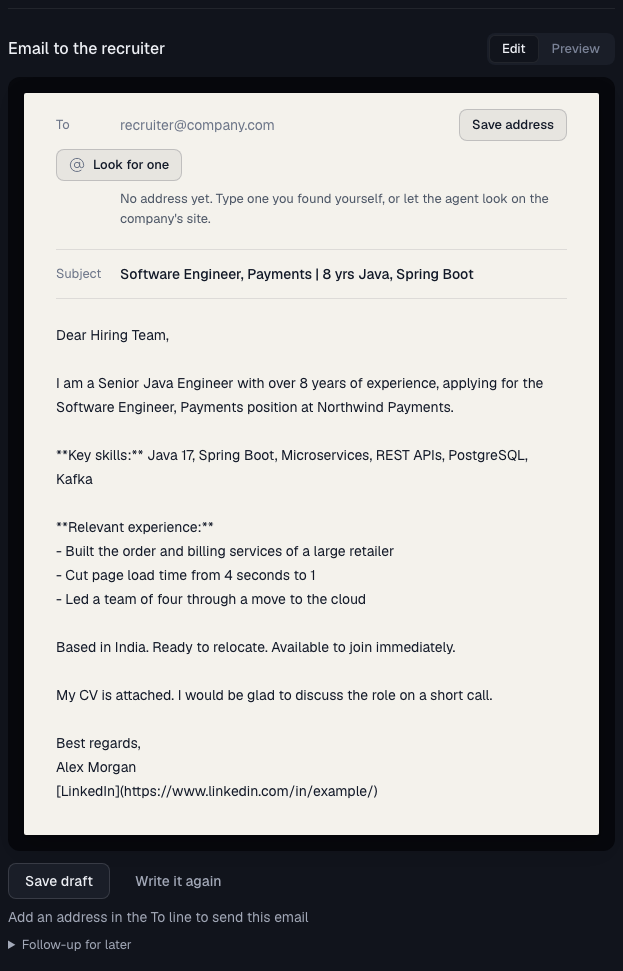 Email to the recruiter
Edit
Preview
To
recruiter@company.com
Save address
@ Look for one
No address yet. Type one you found yourself, or let the agent look on the
company's site.
Subject
Software Engineer, Payments | 8 yrs Java, Spring Boot
Dear Hiring Team,
I am a Senior Java Engineer with over 8 years of experience, applying for the
Software Engineer, Payments position at Northwind Payments.
**Key skills:** Java 17, Spring Boot, Microservices, REST APIs, PostgreSQL,
Kafka
**Relevant experience:**
- Built the order and billing services of a large retailer
- Cut page load time from 4 seconds to 1
- Led a team of four through a move to the cloud
Based in India. Ready to relocate. Available to join immediately.
My CV is attached. I would be glad to discuss the role on a short call.
Best regards,
Alex Morgan
[LinkedIn](https://www.linkedin.com/in/example/)
Save draft
Write it again
Add an address in the To line to send this email
Follow-up for later